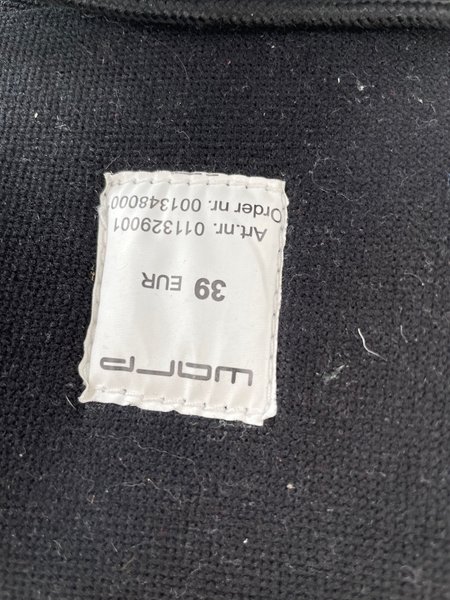 warp
39 EUR
Art.nr. 011329001
Order nr. 001348000